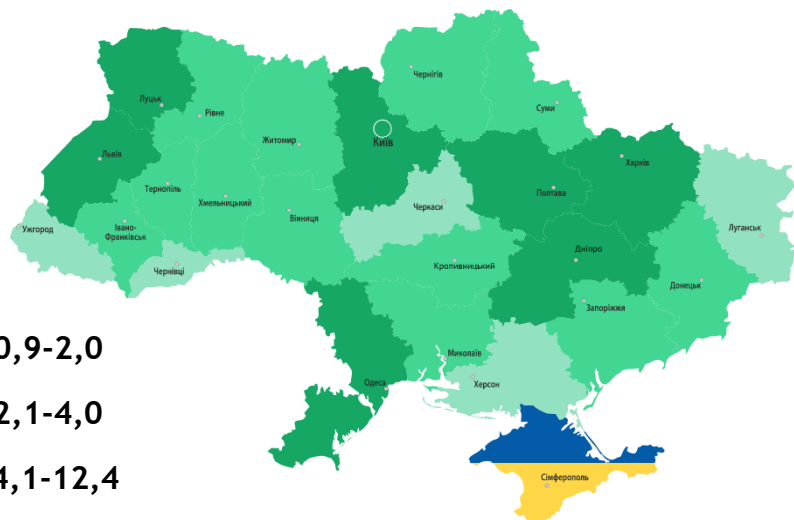 Чернігів
Луцьк
Суми
Рівне
Київ
Житомир
Львів
Харків
Тернопіль
Полтава
Хмельницький
Черкаси
Вінниця
Ужгород
Івано-
Франківськ
Луганськ
Чернівці
Дніпро
Кропивницький
Донецьк
Запоріжжя
0,9-2,0
Миколаїв
Одеса
Херсон
2,1-4,0
4,1-12,4
Сімферополь